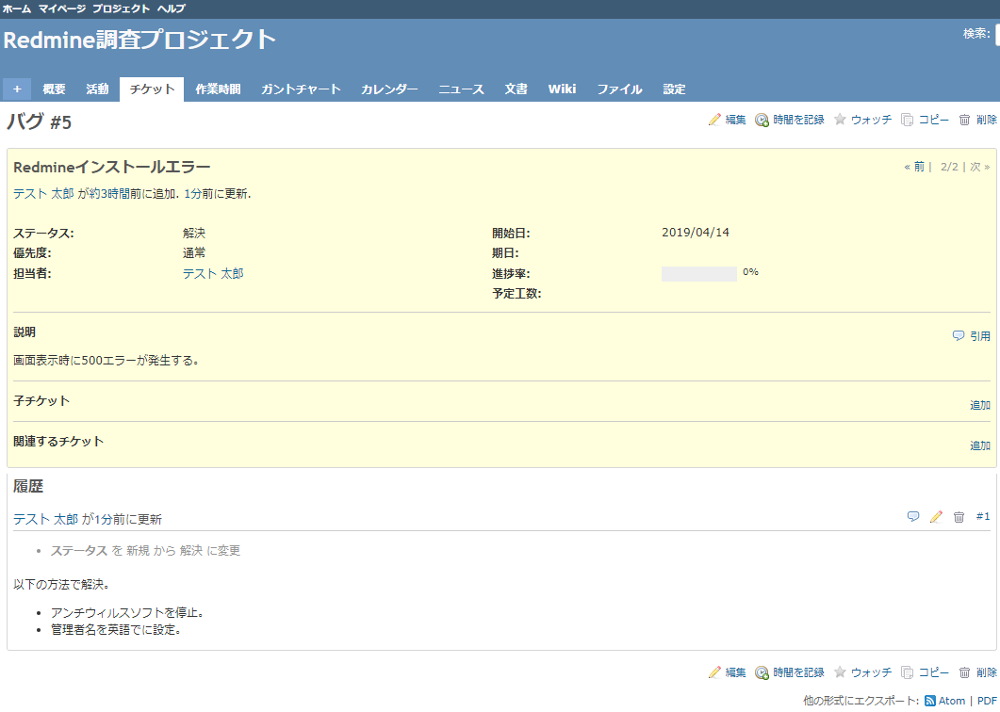 ホーム マイページ プロジェクト ヘルプ
Redmine調査プロジェクト
検索:
+ 概要 活動 チケット 作業時間 ガントチャート カレンダー ニュース 文書 Wiki ファイル 設定
バグ #5
編集 時間を記録 ウォッチ コピー 削除
Redmineインストールエラー
« 前 | 2/2 | 次 »
テスト 太郎 が約3時間前に追加. 1分前に更新.
ステータス: 解決 開始日: 2019/04/14
優先度: 通常 期日:
担当者: テスト 太郎 進捗率: 0%
予定工数:
説明
引用
画面表示時に500エラーが発生する。
子チケット
追加
関連するチケット
追加
履歴
テスト 太郎 が1分前に更新 #1
• ステータス を 新規 から 解決 に変更
以下の方法で解決。
• アンチウィルスソフトを停止。
• 管理者名を英語でに設定。
編集 時間を記録 ウォッチ コピー 削除
他の形式にエクスポート: Atom | PDF